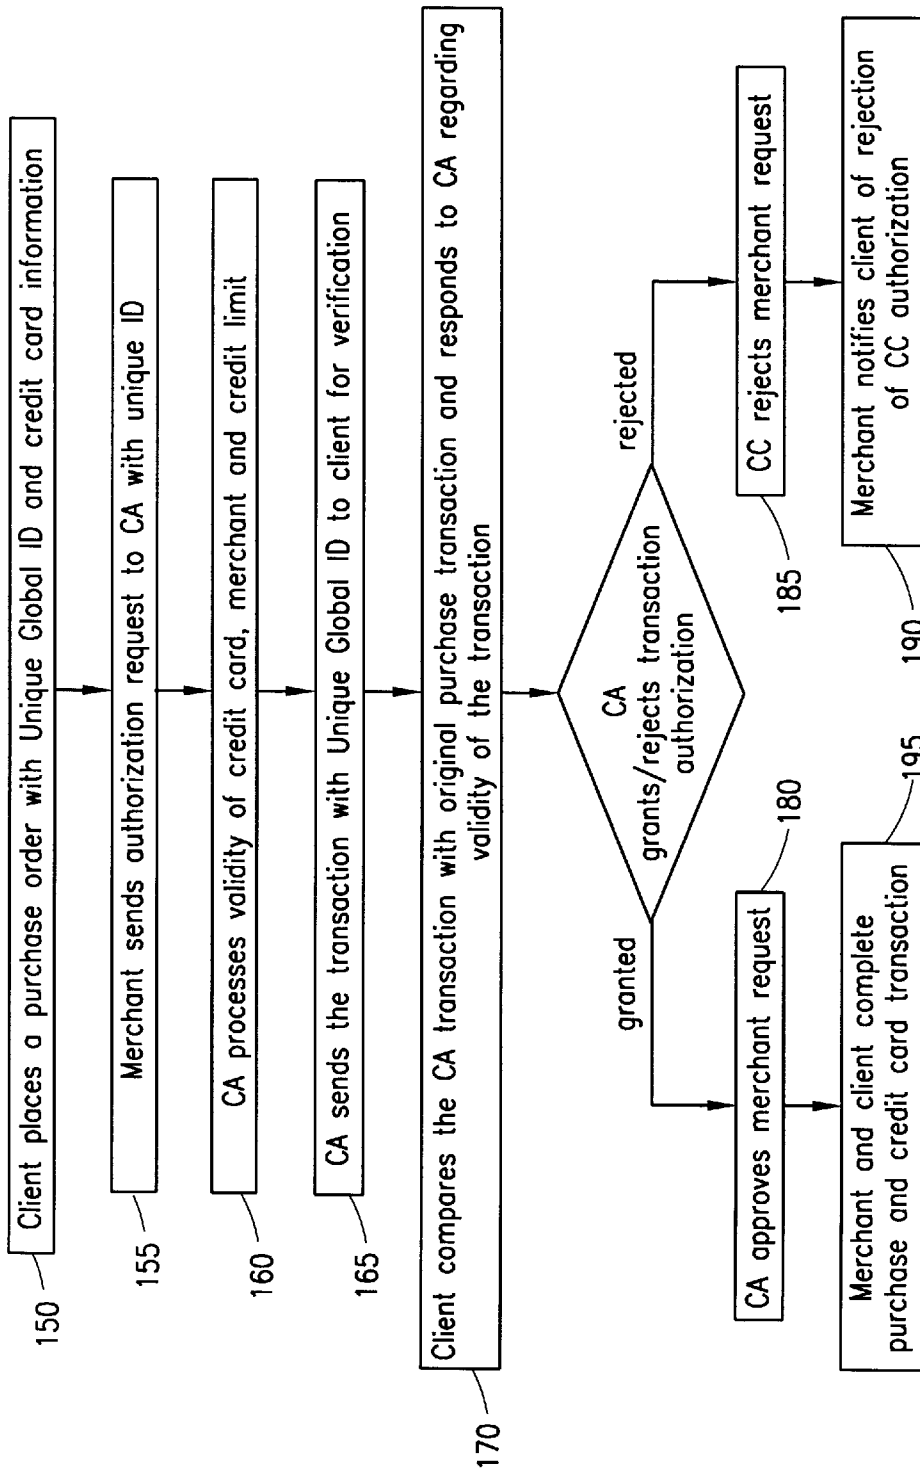 Client places a purchase order with Unique Global ID and credit card information
150
Merchant sends authorization request to CA with unique ID
155
CA processes validity of credit card, merchant and credit limit
160
CA sends the transaction with Unique Global ID to client for verification
165
Client compares the CA transaction with original purchase transaction and responds to CA regarding
validity of the transaction
170
CA
grants/rejects transaction
authorization
granted
rejected
CA approves merchant request
180
CC rejects merchant request
185
Merchant and client complete
purchase and credit card transaction
195
Merchant notifies client of rejection
of CC authorization
190